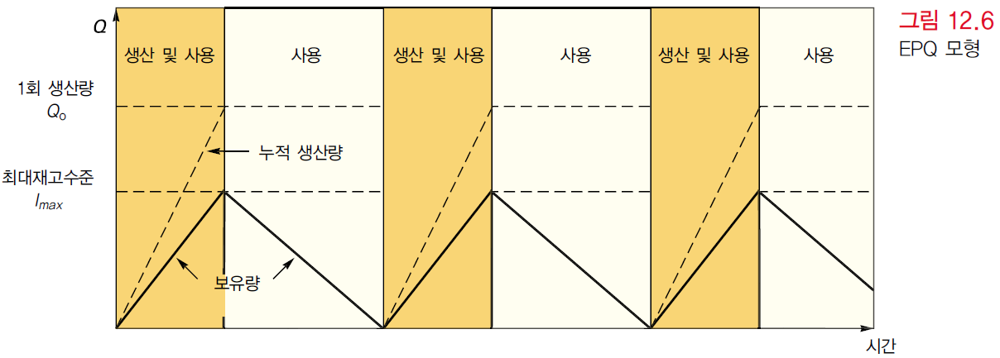 그림 12.6
EPQ 모형
Q
생산 및 사용
사용
생산 및 사용
사용
생산 및 사용
사용
1회 생산량
Qo
누적 생산량
최대재고수준
Imax
보유량
시간